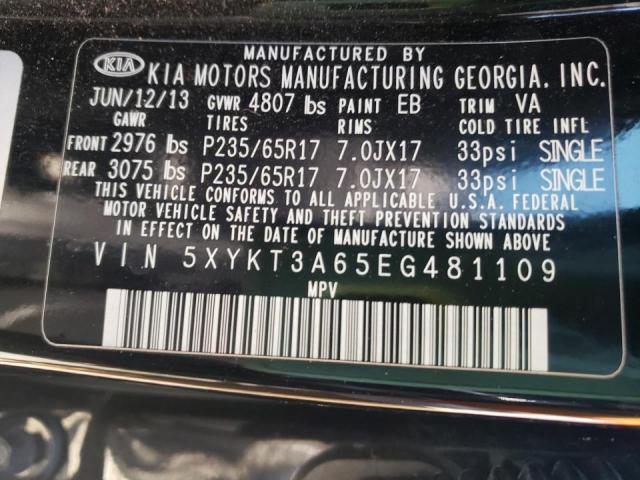 MANUFACTURED BY
KIA KIA MOTORS MANUFACTURING GEORGIA, INC.
JUN/12/13 GVWR 4807 lbs PAINT EB TRIM VA
GAWR TIRES RIMS COLD TIRE INFL
FRONT 2976 lbs P235/65R17 7.0JX17 33psi SINGLE
REAR 3075 lbs P235/65R17 7.0JX17 33psi SINGLE
THIS VEHICLE CONFORMS TO ALL APPLICABLE U.S.A. FEDERAL
MOTOR VEHICLE SAFETY AND THEFT PREVENTION STANDARDS
IN EFFECT ON THE DATE OF MANUFACTURE SHOWN ABOVE
VIN 5XYKT3A65EG481109
MPV